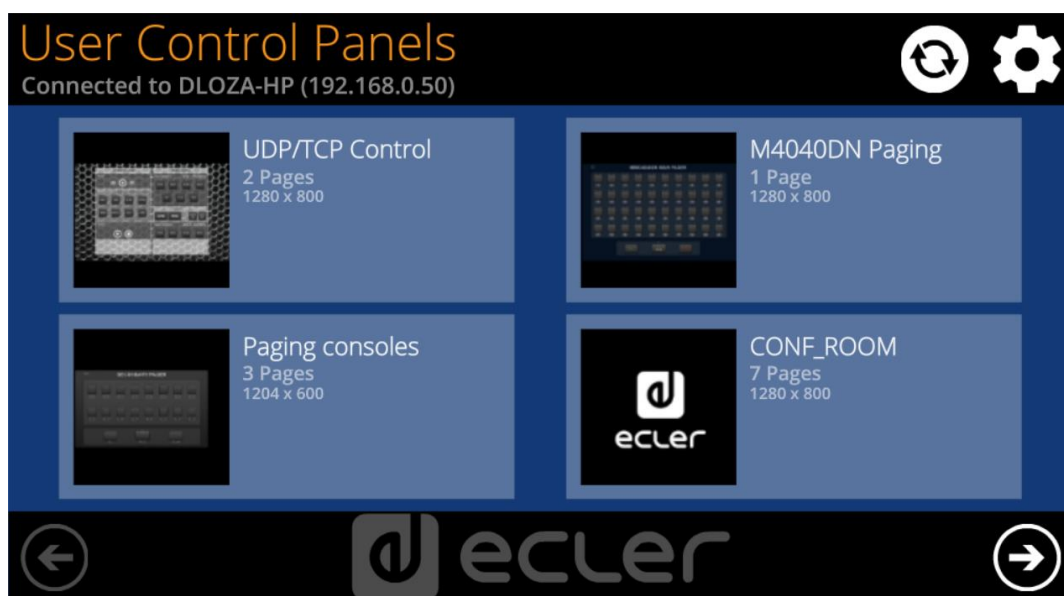 User Control Panels
Connected to DLOZA-HP (192.168.0.50)
UDP/TCP Control
2 Pages
1280 x 800
M4040DN Paging
1 Page
1280 x 800
Paging consoles
3 Pages
1204 x 600
ecler
CONF_ROOM
7 Pages
1280 x 800
ecler